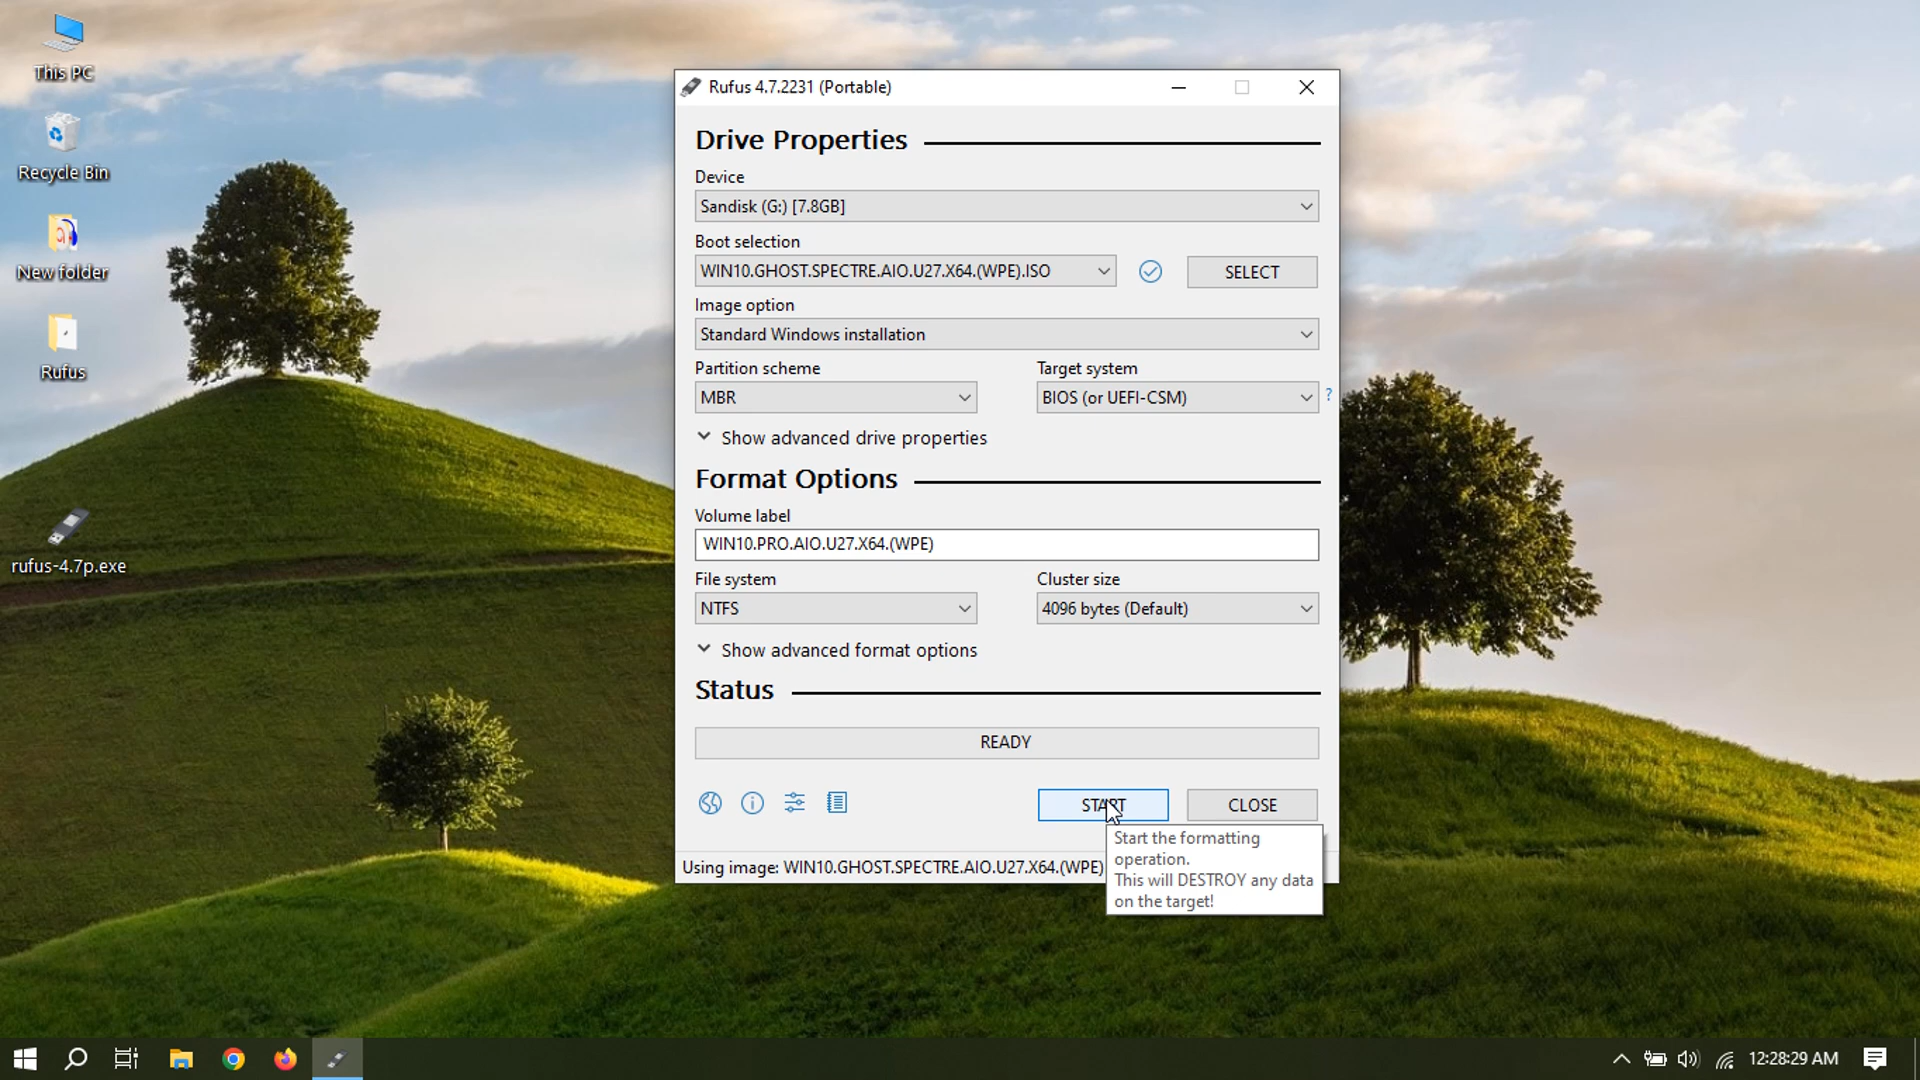 This PC
Recycle Bin
New folder
Rufus
rufus-4.7p.exe
Rufus 4.7.2231 (Portable)
Drive Properties
Device
Sandisk (G:) [7.8GB]
Boot selection
WIN10.GHOST.SPECTRE.AIO.U27.X64.(WPE).ISO
SELECT
Image option
Standard Windows installation
Partition scheme
Target system
MBR
BIOS (or UEFI-CSM)
?
Show advanced drive properties
Format Options
Volume label
WIN10.PRO.AIO.U27.X64.(WPE)
File system
Cluster size
NTFS
4096 bytes (Default)
Show advanced format options
Status
READY
START
CLOSE
Using image: WIN10.GHOST.SPECTRE.AIO.U27.X64.(WPE)
Start the formatting
operation.
This will DESTROY any data
on the target!
12:28:29 AM